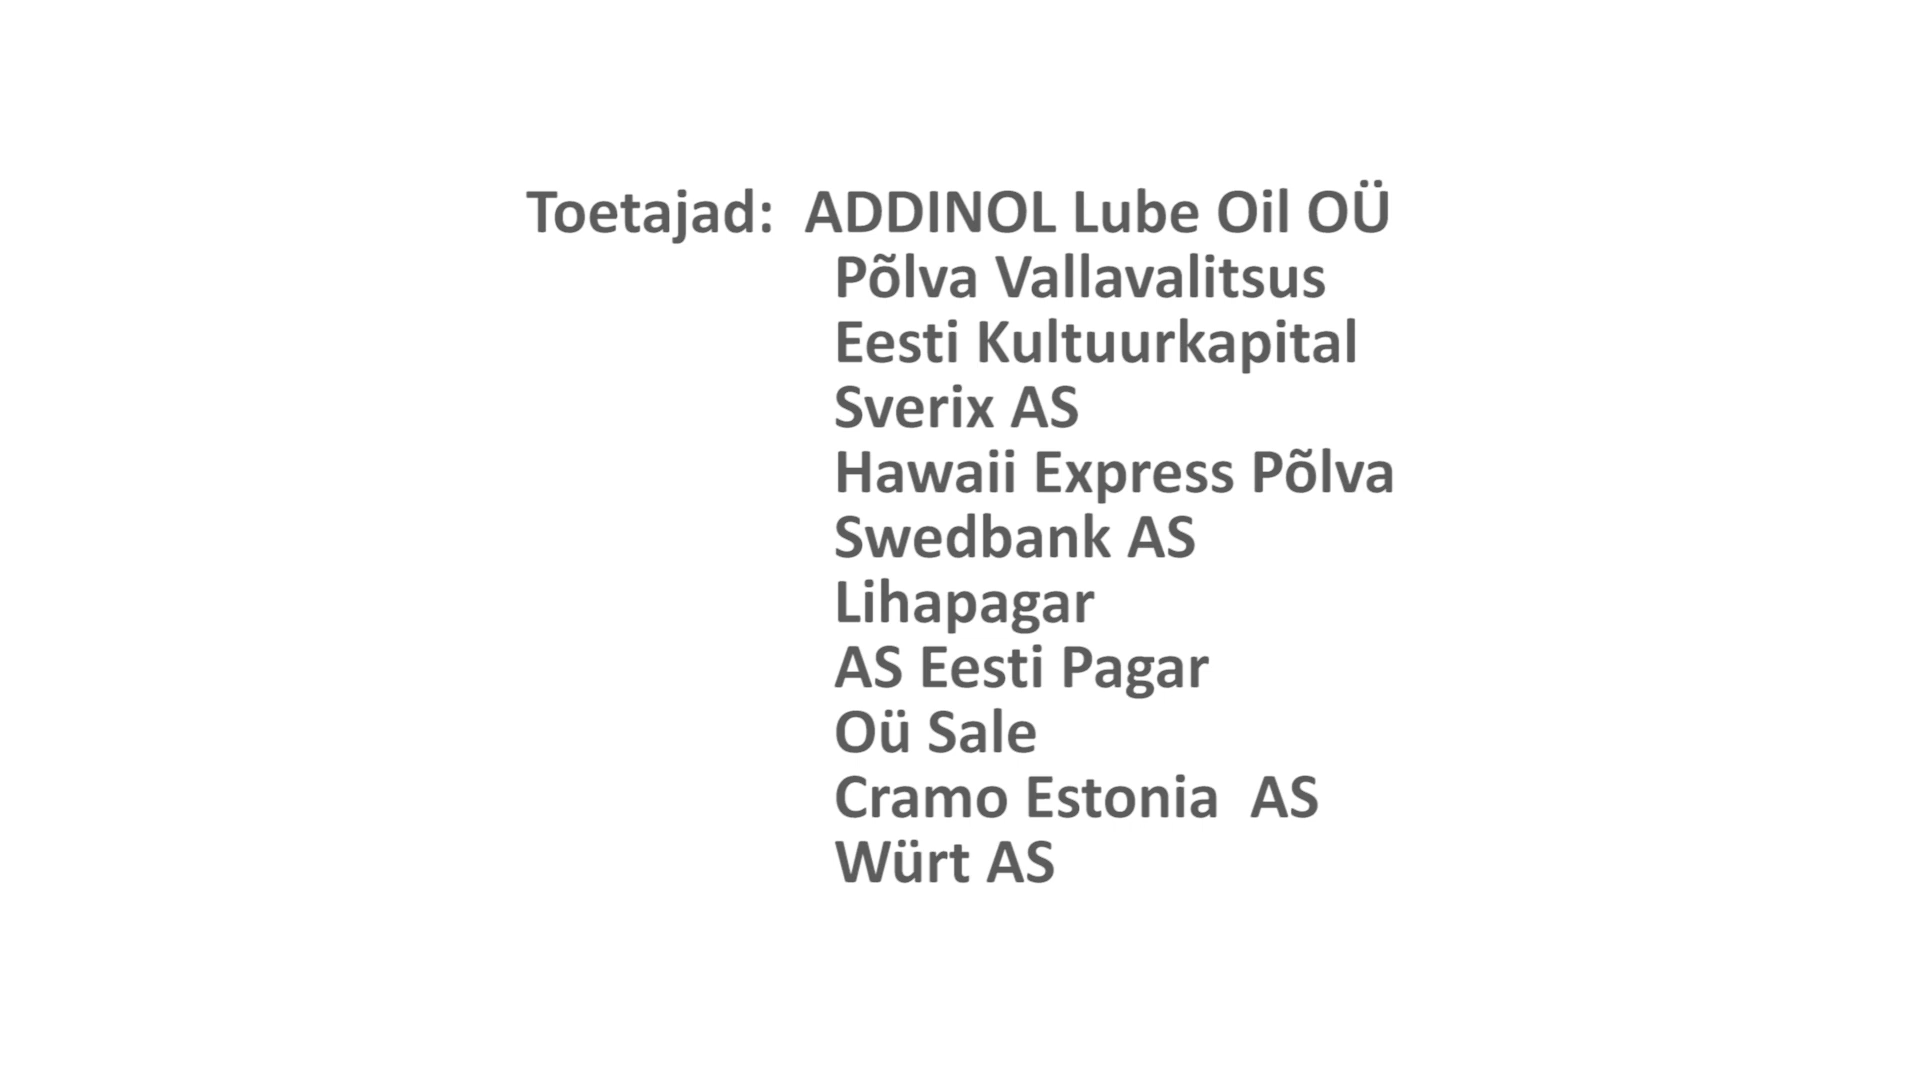 Toetajad: ADDINOL Lube Oil OÜ
Põlva Vallavalitsus
Eesti Kultuurkapital
Sverix AS
Hawaii Express Põlva
Swedbank AS
Lihapagar
AS Eesti Pagar
Oü Sale
Cramo Estonia AS
Würt AS